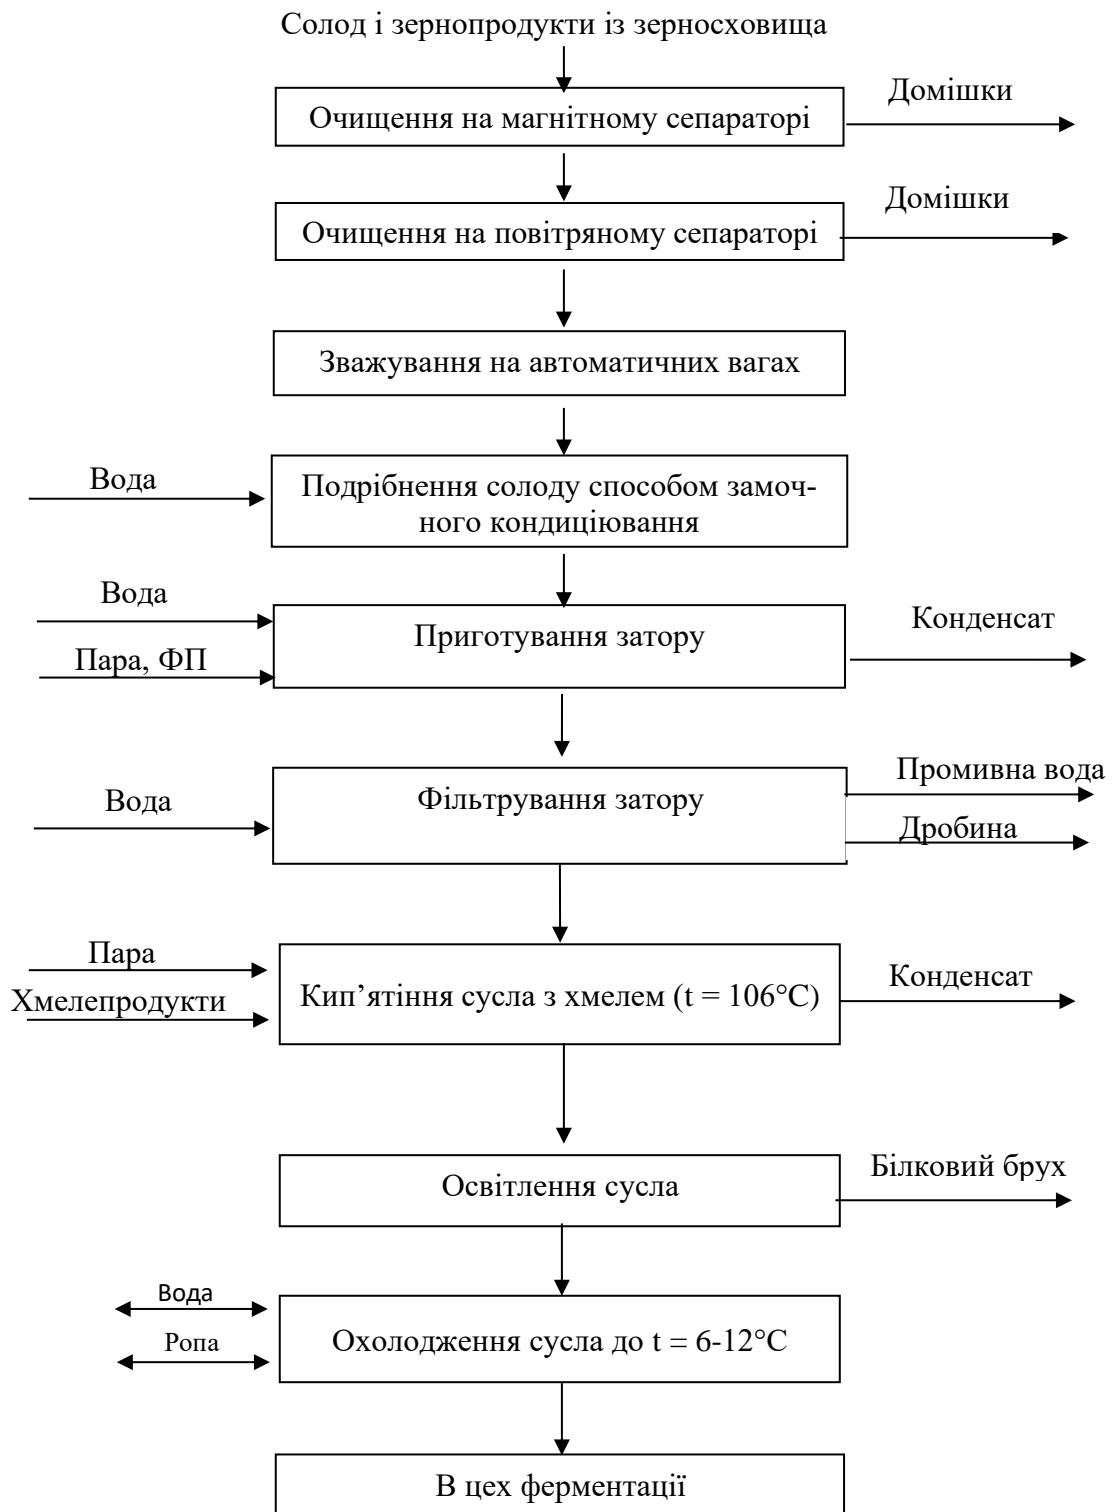 Солод і зернопродукти із зерносховища
Очищення на магнітному сепараторі
Домішки
Очищення на повітряному сепараторі
Домішки
Зважування на автоматичних вагах
Вода
Подрібнення солоду способом замоч-
ного кондиціювання
Вода
Пара, ФП
Приготування затору
Конденсат
Вода
Фільтрування затору
Промивна вода
Дробина
Пара
Хмелепродукти
Кип’ятіння сусла з хмелем (t = 106°С)
Конденсат
Освітлення сусла
Білковий брух
Вода
Ропа
Охолодження сусла до t = 6-12°С
В цех ферментації